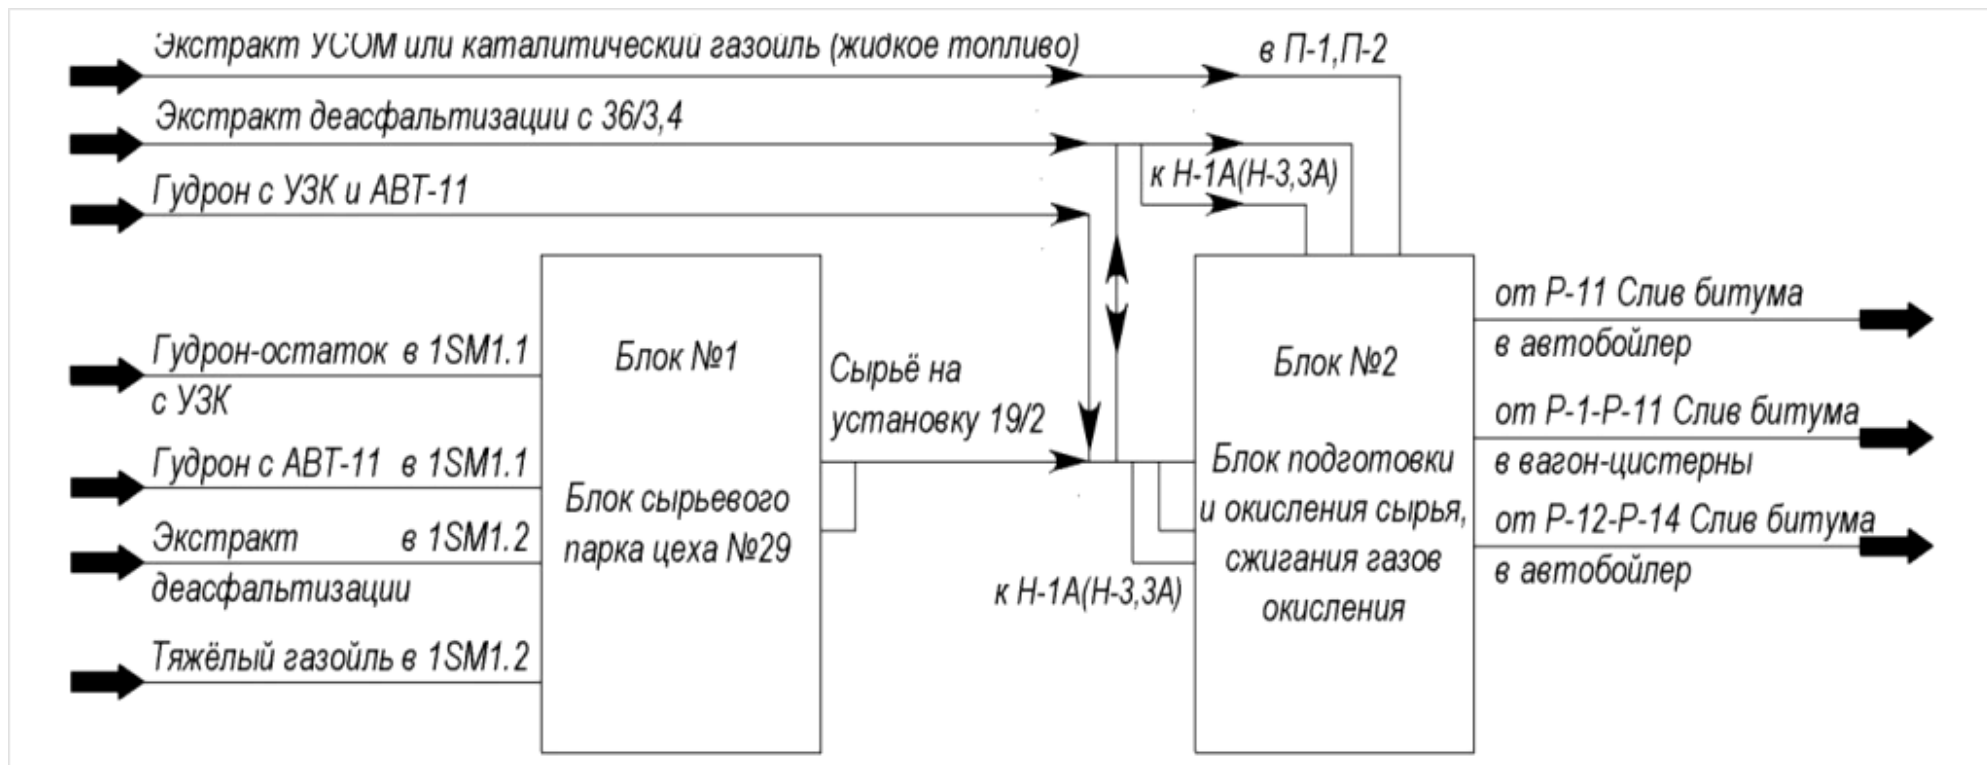 Экстракт УСОМ или каталитический газойль (жидкое топливо)
в П-1,П-2
Экстракт деасфальтизации с 36/3,4
к Н-1А(Н-3,3А)
Гудрон с УЗК и АВТ-11
Гудрон-остаток в 1SM1.1
с УЗК
Гудрон с АВТ-11 в 1SM1.1
Экстракт в 1SM1.2
деасфальтизации
Тяжёлый газойль в 1SM1.2
Блок №1
Блок сырьевого
парка цеха №29
Сырьё на
установку 19/2
к Н-1А(Н-3,3А)
Блок №2
Блок подготовки
и окисления сырья,
сжигания газов
окисления
от Р-11 Слив битума
в автобойлер
от Р-1-Р-11 Слив битума
в вагон-цистерны
от Р-12-Р-14 Слив битума
в автобойлер